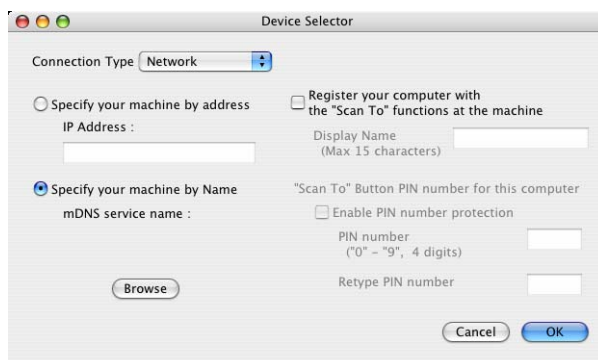 Device Selector
Connection Type Network
Specify your machine by address
IP Address :
Specify your machine by Name
mDNS service name :
Browse
Register your computer with
the "Scan To" functions at the machine
Display Name
(Max 15 characters)
"Scan To" Button PIN number for this computer
Enable PIN number protection
PIN number
("0" – "9", 4 digits)
Retype PIN number
Cancel OK